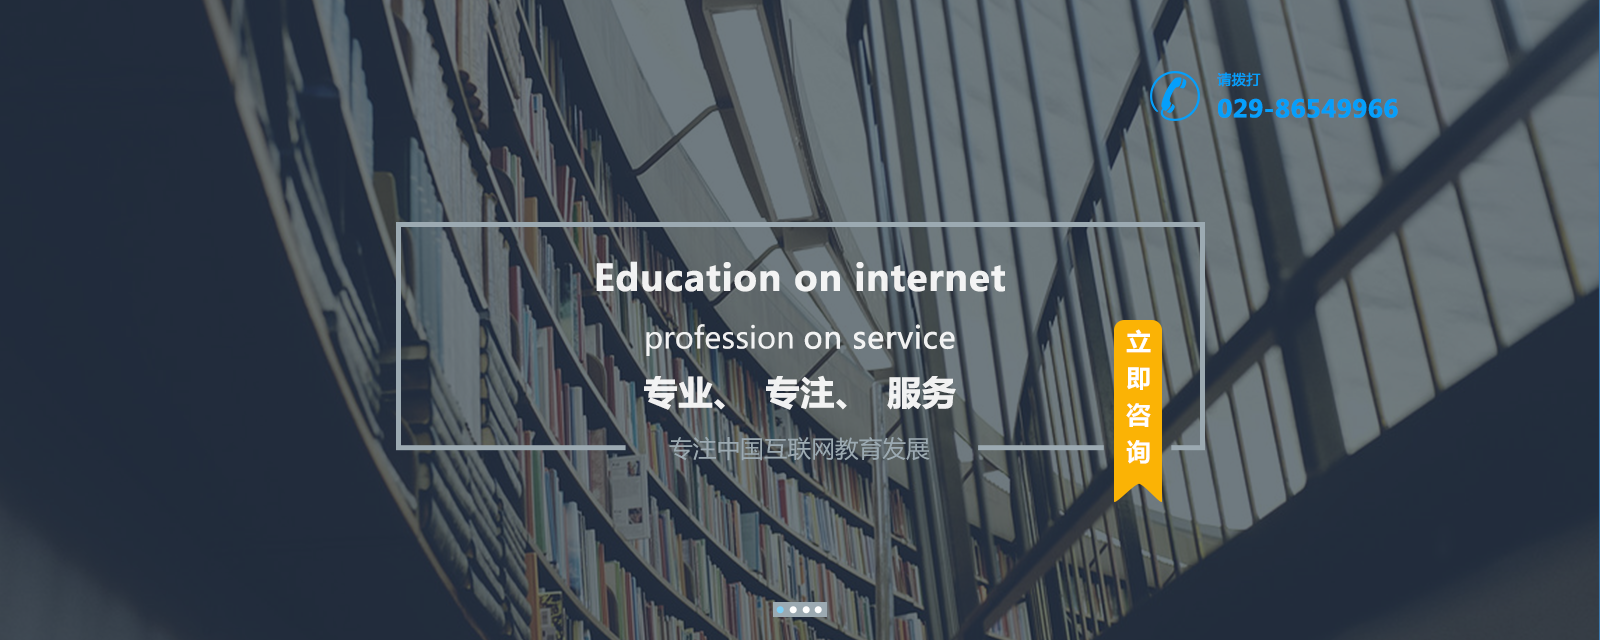 请拨打
029-86549966
Education on internet
profession on service
专业、 专注、 服务
专注中国互联网教育发展
立即咨询